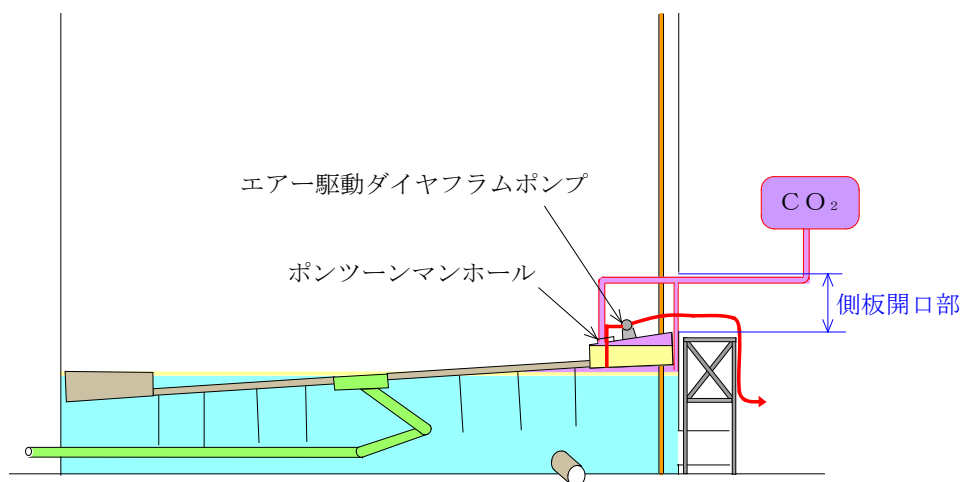 エアー駆動ダイヤフラムポンプ
ＣＯ₂
ポンツーンマンホール
側板開口部